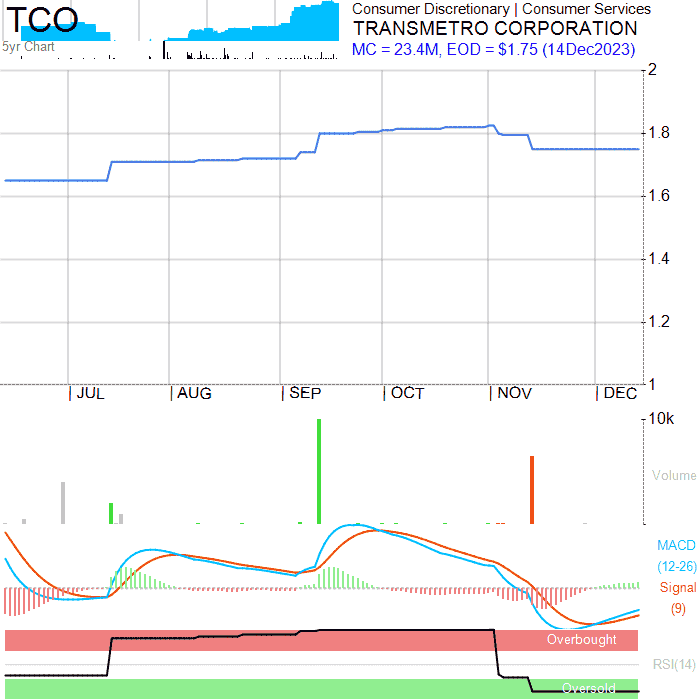 TCO
5yr Chart
Consumer Discretionary | Consumer Services
TRANSMETRO CORPORATION
MC = 23.4M, EOD = $1.75 (14Dec2023)
2
1.8
1.6
1.4
1.2
1
JUL AUG SEP OCT NOV DEC
10k
Volume
MACD
(12-26)
Signal
(9)
Overbought
RSI(14)
Oversold